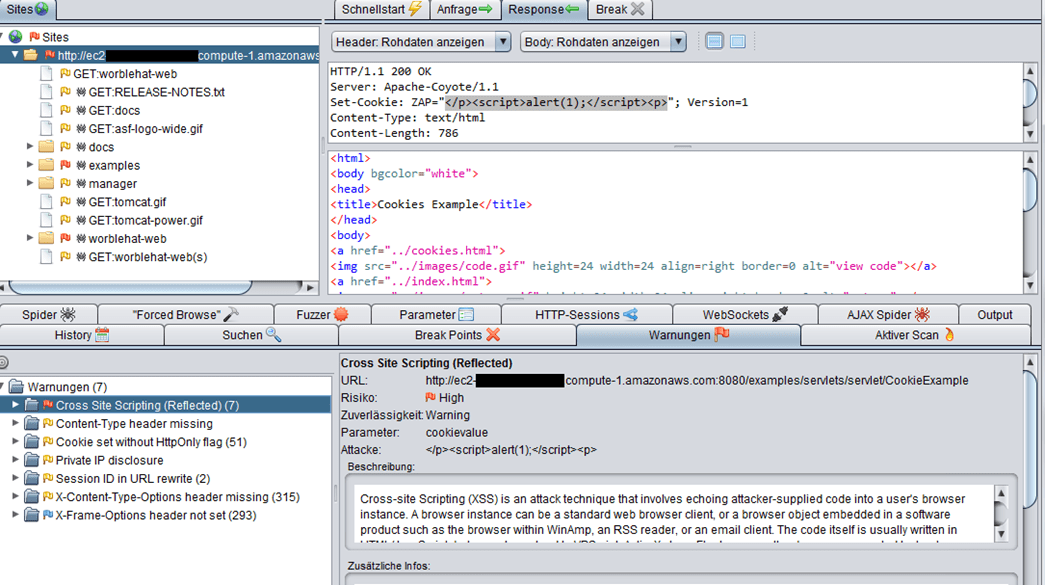 Sites
Schnellstart Anfrage Response Break
Header: Rohdaten anzeigen Body: Rohdaten anzeigen
Sites
http://ec2 compute-1.amazonaws
GET:worblehat-web
GET:RELEASE-NOTES.txt
GET:docs
GET:asf-logo-wide.gif
docs
examples
manager
GET:tomcat.gif
GET:tomcat-power.gif
worblehat-web
GET:worblehat-web(s)
HTTP/1.1 200 OK
Server: Apache-Coyote/1.1
Set-Cookie: ZAP="</p><script>alert(1);</script><p>"; Version=1
Content-Type: text/html
Content-Length: 786
<html>
<body bgcolor="white">
<head>
<title>Cookies Example</title>
</head>
<body>
<a href="../cookies.html">
<img src="../images/code.gif" height=24 width=24 align=right border=0 alt="view code"></a>
<a href="../index.html">
Spider "Forced Browse" Fuzzer Parameter HTTP-Sessions WebSockets AJAX Spider Output
History Suchen Break Points Warnungen Aktiver Scan
Warnungen (7)
Cross Site Scripting (Reflected) (7)
Content-Type header missing
Cookie set without HttpOnly flag (51)
Private IP disclosure
Session ID in URL rewrite (2)
X-Content-Type-Options header missing (315)
X-Frame-Options header not set (293)
Cross Site Scripting (Reflected)
URL: http://ec2- compute-1.amazonaws.com:8080/examples/servlets/servlet/CookieExample
Risiko: High
Zuverlässigkeit: Warning
Parameter: cookievalue
Attacke: </p><script>alert(1);</script><p>
Beschreibung:
Cross-site Scripting (XSS) is an attack technique that involves echoing attacker-supplied code into a user's browser
instance. A browser instance can be a standard web browser client, or a browser object embedded in a software
product such as the browser within WinAmp, an RSS reader, or an email client. The code itself is usually written in
Zusätzliche Infos: